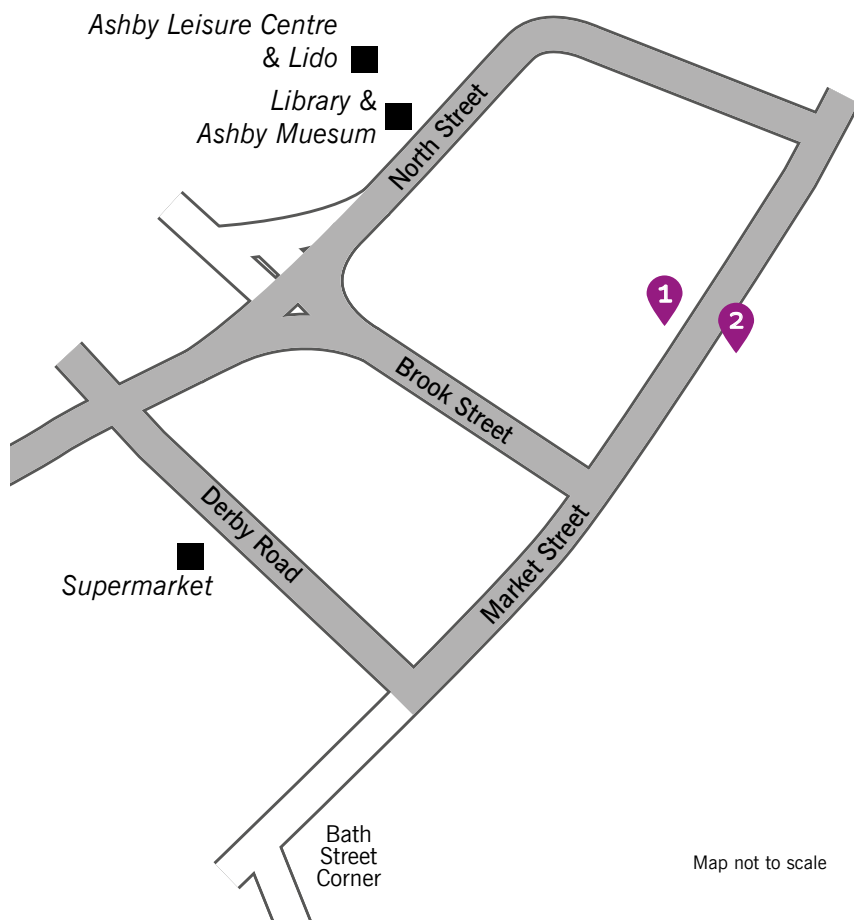 Ashby Leisure Centre
& Lido
Library &
Ashby Muesum
North Street
1
2
Brook Street
Derby Road
Market Street
Supermarket
Bath
Street
Corner
Map not to scale